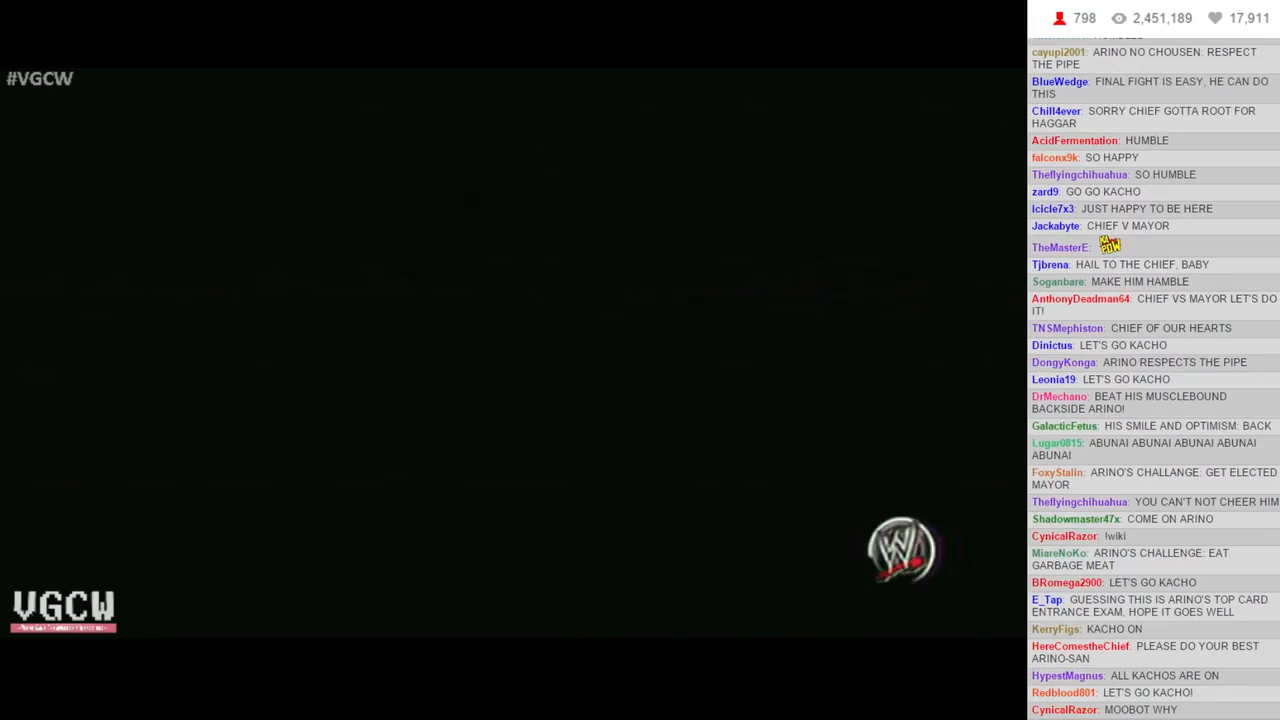 798 2,451,189 17,911
#VGCW
cayupi2001: ARINO NO CHOUSEN: RESPECT
THE PIPE
BlueWedge: FINAL FIGHT IS EASY, HE CAN DO
THIS
Chill4ever: SORRY CHIEF GOTTA ROOT FOR
HAGGAR
AcidFermentation: HUMBLE
falconx9k: SO HAPPY
Theflyingchihuahua: SO HUMBLE
zard9: GO GO KACHO
Icicle7x3: JUST HAPPY TO BE HERE
Jackabyte: CHIEF V MAYOR
TheMasterE: KA POW
Tjbrena: HAIL TO THE CHIEF, BABY
Soganbare: MAKE HIM HAMBLE
AnthonyDeadman64: CHIEF VS MAYOR LET'S DO
IT!
TNSMephiston: CHIEF OF OUR HEARTS
Dinictus: LET'S GO KACHO
DongyKonga: ARINO RESPECTS THE PIPE
Leonia19: LET'S GO KACHO
DrMechano: BEAT HIS MUSCLEBOUND
BACKSIDE ARINO!
GalacticFetus: HIS SMILE AND OPTIMISM: BACK
Lugar0815: ABUNAI ABUNAI ABUNAI ABUNAI
ABUNAI
FoxyStalin: ARINO'S CHALLANGE: GET ELECTED
MAYOR
Theflyingchihuahua: YOU CAN'T NOT CHEER HIM
Shadowmaster47x: COME ON ARINO
CynicalRazor: !wiki
MiareNoKo: ARINO'S CHALLENGE: EAT
GARBAGE MEAT
BRomega2900: LET'S GO KACHO
E_Tap: GUESSING THIS IS ARINO'S TOP CARD
ENTRANCE EXAM, HOPE IT GOES WELL
KerryFigs: KACHO ON
HereComestheChief: PLEASE DO YOUR BEST
ARINO-SAN
HypestMagnus: ALL KACHOS ARE ON
Redblood801: LET'S GO KACHO!
CynicalRazor: MOOBOT WHY
W
VGCW